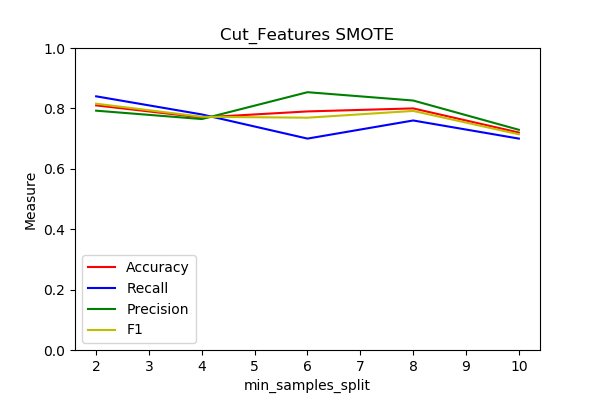 Cut_Features SMOTE
1.0
0.8
0.6
0.4
0.2
0.0
Measure
Accuracy
Recall
Precision
F1
2 3 4 5 6 7 8 9 10
min_samples_split